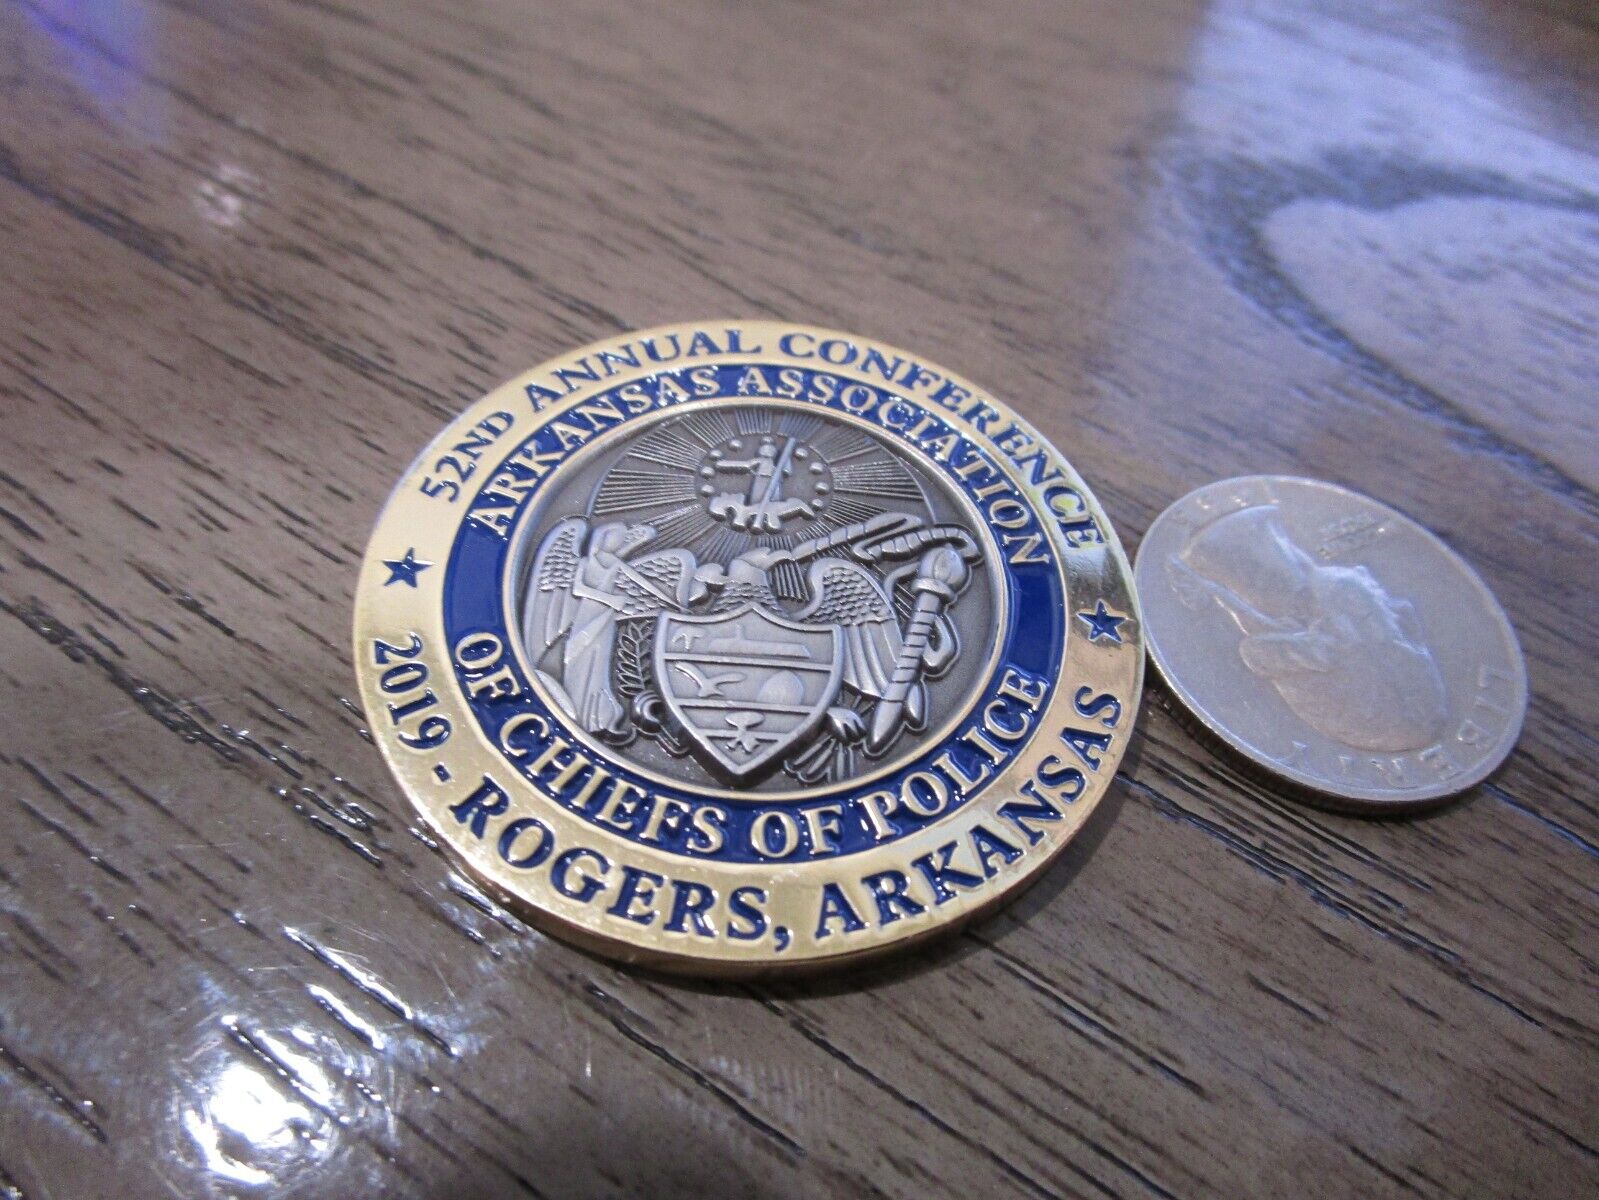 52ND ANNUAL CONFERENCE
ARKANSAS ASSOCIATION
OF CHIEFS OF POLICE
2019 - ROGERS, ARKANSAS
LIBERTY